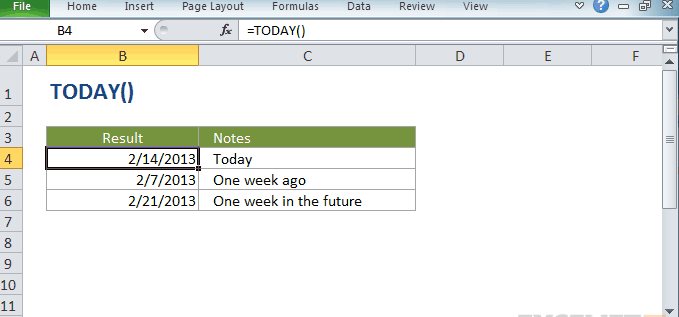 File Home Insert Page Layout Formulas Data Review View
B4 fx =TODAY()
A B C D E F
1 TODAY()
2
3 Result Notes
4 2/14/2013 Today
5 2/7/2013 One week ago
6 2/21/2013 One week in the future
7
8
9
10
11